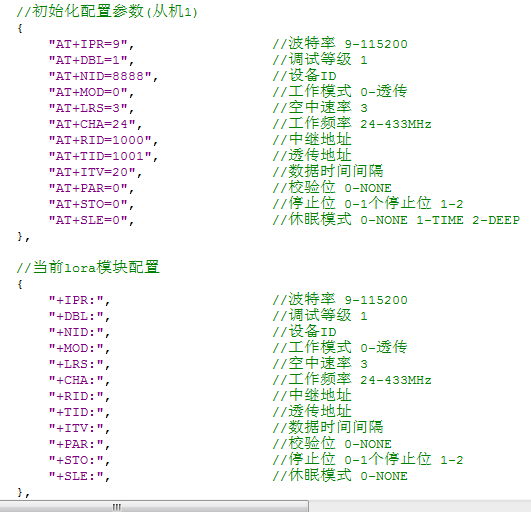 //初始化配置参数(从机1)
{
"AT+IPR=9", //波特率 9-115200
"AT+DBL=1", //调试等级 1
"AT+NID=8888", //设备ID
"AT+MOD=0", //工作模式 0-透传
"AT+LRS=3", //空中速率 3
"AT+CHA=24", //工作频率 24-433MHz
"AT+RID=1000", //中继地址
"AT+TID=1001", //透传地址
"AT+ITV=20", //数据时间间隔
"AT+PAR=0", //校验位 0-NONE
"AT+STO=0", //停止位 0-1个停止位 1-2
"AT+SLE=0", //休眠模式 0-NONE 1-TIME 2-DEEP
},
//当前lora模块配置
{
"+IPR:", //波特率 9-115200
"+DBL:", //调试等级 1
"+NID:", //设备ID
"+MOD:", //工作模式 0-透传
"+LRS:", //空中速率 3
"+CHA:", //工作频率 24-433MHz
"+RID:", //中继地址
"+TID:", //透传地址
"+ITV:", //数据时间间隔
"+PAR:", //校验位 0-NONE
"+STO:", //停止位 0-1个停止位 1-2
"+SLE:", //休眠模式 0-NONE
},